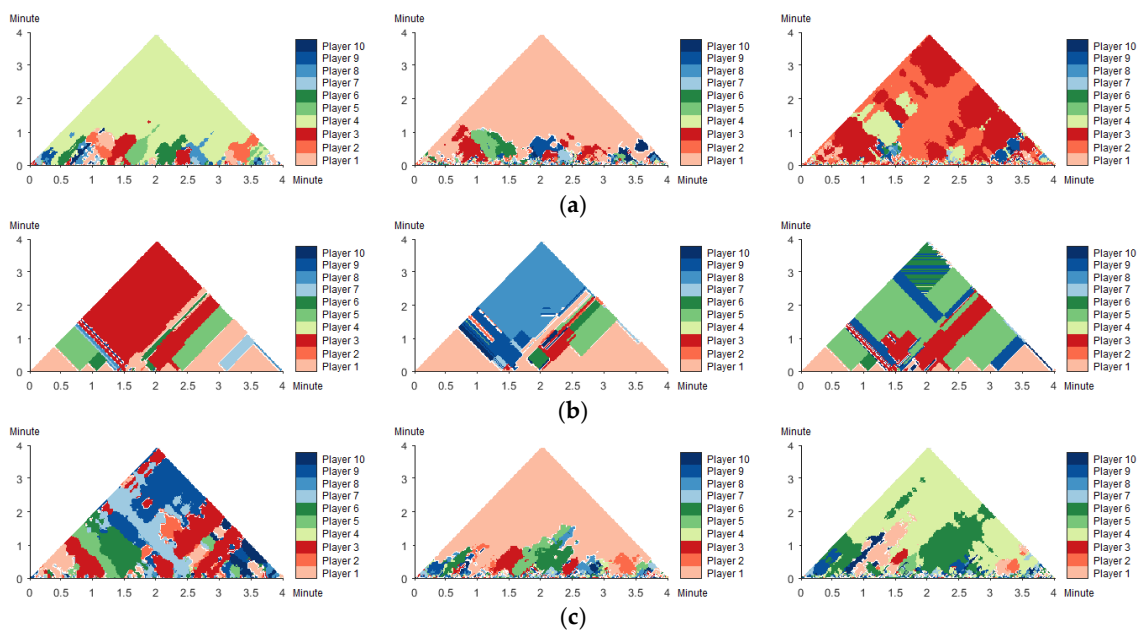 Minute Minute Minute
4 3 2 1 0
Player 10
Player 9
Player 8
Player 7
Player 6
Player 5
Player 4
Player 3
Player 2
Player 1
0 0.5 1 1.5 2 2.5 3 3.5 4 Minute
4 3 2 1 0
Player 10
Player 9
Player 8
Player 7
Player 6
Player 5
Player 4
Player 3
Player 2
Player 1
0 0.5 1 1.5 2 2.5 3 3.5 4 Minute
4 3 2 1 0
Player 10
Player 9
Player 8
Player 7
Player 6
Player 5
Player 4
Player 3
Player 2
Player 1
0 0.5 1 1.5 2 2.5 3 3.5 4 Minute
(a)
Minute Minute Minute
4 3 2 1 0
Player 10
Player 9
Player 8
Player 7
Player 6
Player 5
Player 4
Player 3
Player 2
Player 1
0 0.5 1 1.5 2 2.5 3 3.5 4 Minute
4 3 2 1 0
Player 10
Player 9
Player 8
Player 7
Player 6
Player 5
Player 4
Player 3
Player 2
Player 1
0 0.5 1 1.5 2 2.5 3 3.5 4 Minute
4 3 2 1 0
Player 10
Player 9
Player 8
Player 7
Player 6
Player 5
Player 4
Player 3
Player 2
Player 1
0 0.5 1 1.5 2 2.5 3 3.5 4 Minute
(b)
Minute Minute Minute
4 3 2 1 0
Player 10
Player 9
Player 8
Player 7
Player 6
Player 5
Player 4
Player 3
Player 2
Player 1
0 0.5 1 1.5 2 2.5 3 3.5 4 Minute
4 3 2 1 0
Player 10
Player 9
Player 8
Player 7
Player 6
Player 5
Player 4
Player 3
Player 2
Player 1
0 0.5 1 1.5 2 2.5 3 3.5 4 Minute
4 3 2 1 0
Player 10
Player 9
Player 8
Player 7
Player 6
Player 5
Player 4
Player 3
Player 2
Player 1
0 0.5 1 1.5 2 2.5 3 3.5 4 Minute
(c)